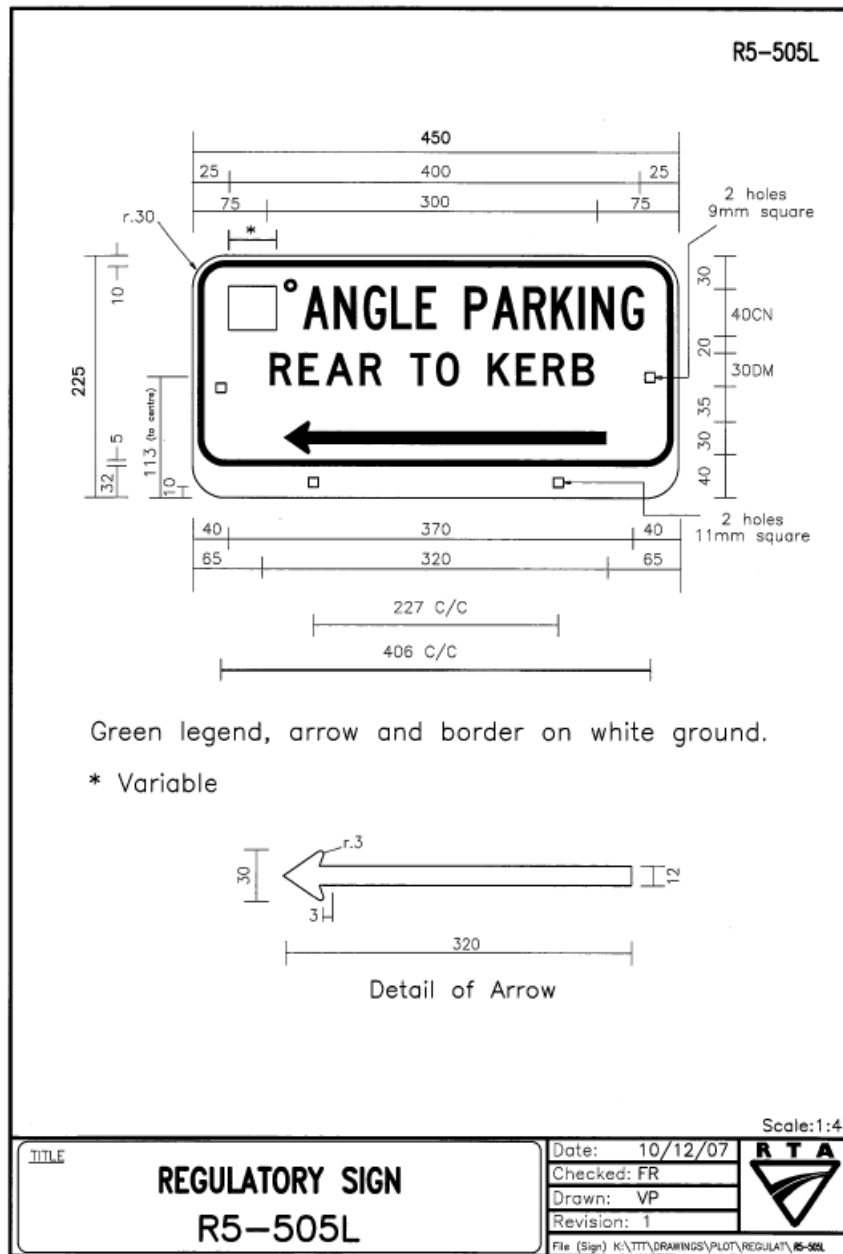 R5-505L
450
25 400 25
75 300 75
2 holes
9mm square
r.30
*
10
225
5
32
113 (to centre)
10
30
40CN
20
30DM
35
30
40
° ANGLE PARKING
REAR TO KERB
40 370 40
65 320 65
2 holes
11mm square
227 C/C
406 C/C
Green legend, arrow and border on white ground.
* Variable
r.3
30
12
3
320
Detail of Arrow
Scale:1:4
TITLE
REGULATORY SIGN
R5-505L
Date: 10/12/07
Checked: FR
Drawn: VP
Revision: 1
RTA
File (Sign) K:\TTT\DRAWINGS\PLOT\REGULAT\R5-505L